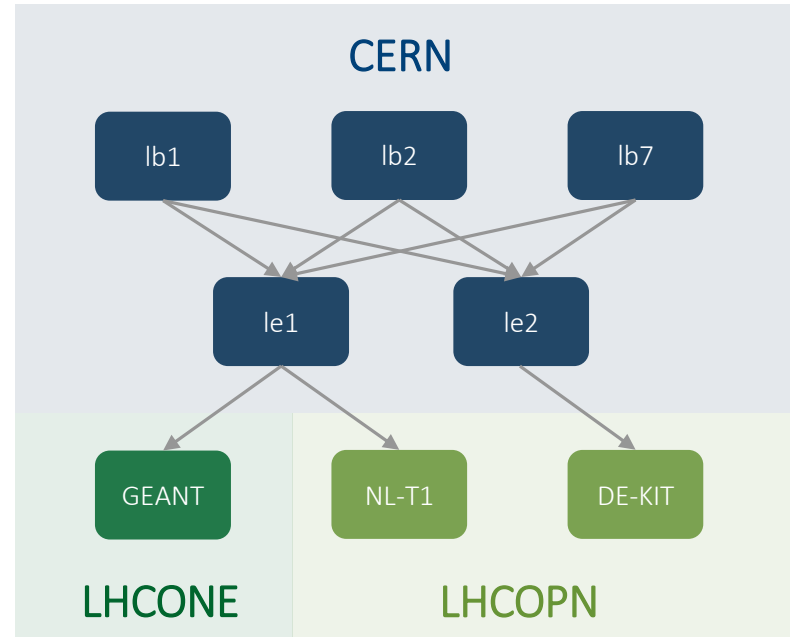 CERN
lb1
lb2
lb7
le1
le2
GEANT
NL-T1
DE-KIT
LHCONE
LHCOPN